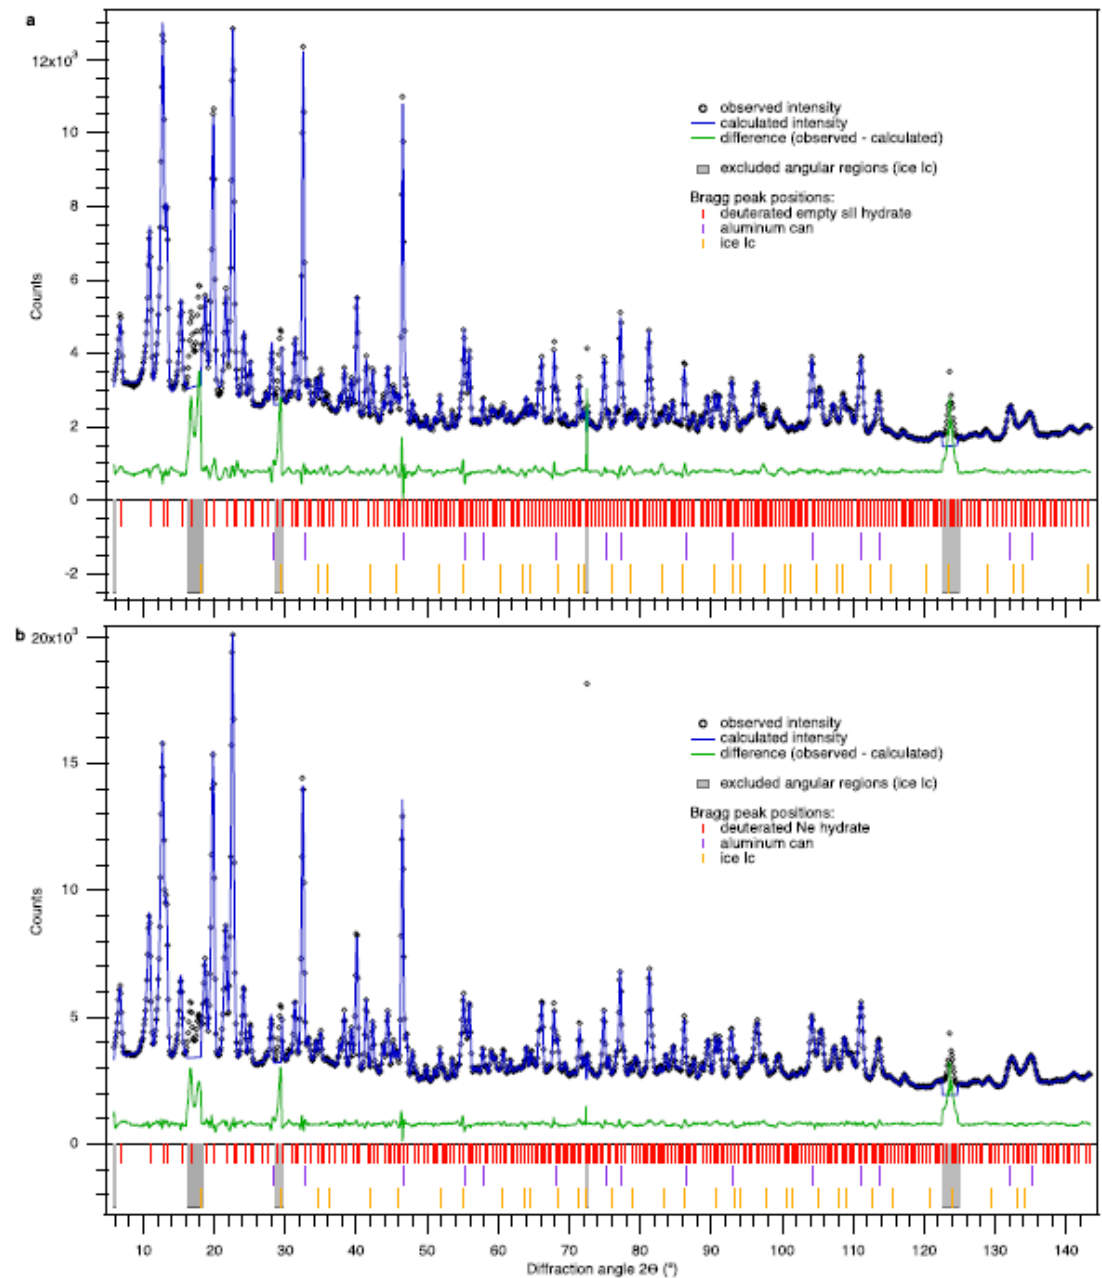 a
12x10³
10
8
6
4
2
0
-2
Counts
observed intensity
calculated intensity
difference (observed - calculated)
excluded angular regions (ice Ic)
Bragg peak positions:
deuterated empty sII hydrate
aluminum can
ice Ic
b
20x10³
15
10
5
0
Counts
observed intensity
calculated intensity
difference (observed - calculated)
excluded angular regions (ice Ic)
Bragg peak positions:
deuterated Ne hydrate
aluminum can
ice Ic
10 20 30 40 50 60 70 80 90 100 110 120 130 140
Diffraction angle 2Θ (°)